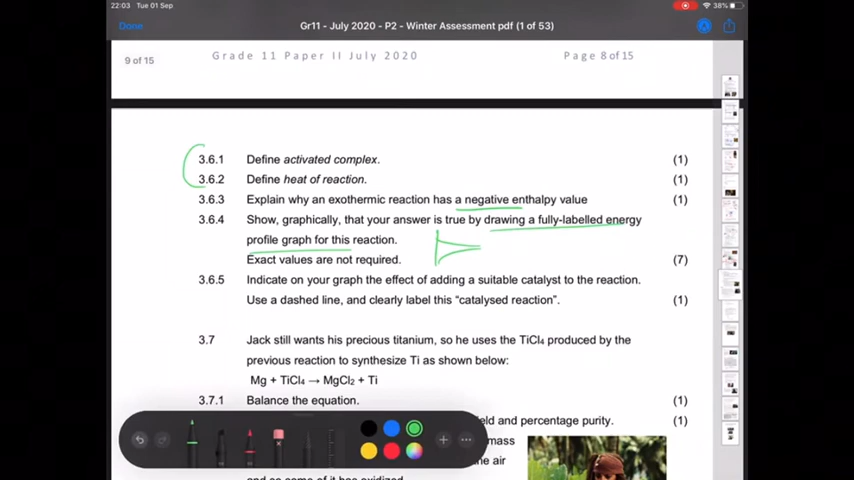 22:03 Tue 01 Sep
38%
Done
Gr11 - July 2020 - P2 - Winter Assessment pdf (1 of 53)
9 of 15
Grade 11 Paper II July 2020
Page 8 of 15
3.6.1 Define activated complex. (1)
3.6.2 Define heat of reaction. (1)
3.6.3 Explain why an exothermic reaction has a negative enthalpy value (1)
3.6.4 Show, graphically, that your answer is true by drawing a fully-labelled energy
profile graph for this reaction.
Exact values are not required. (7)
3.6.5 Indicate on your graph the effect of adding a suitable catalyst to the reaction.
Use a dashed line, and clearly label this “catalysed reaction”. (1)
3.7 Jack still wants his precious titanium, so he uses the TiCl₄ produced by the
previous reaction to synthesize Ti as shown below:
Mg + TiCl₄ → MgCl₂ + Ti
3.7.1 Balance the equation. (1)
and percentage purity. (1)
mass
air
and so some of it has oxidized